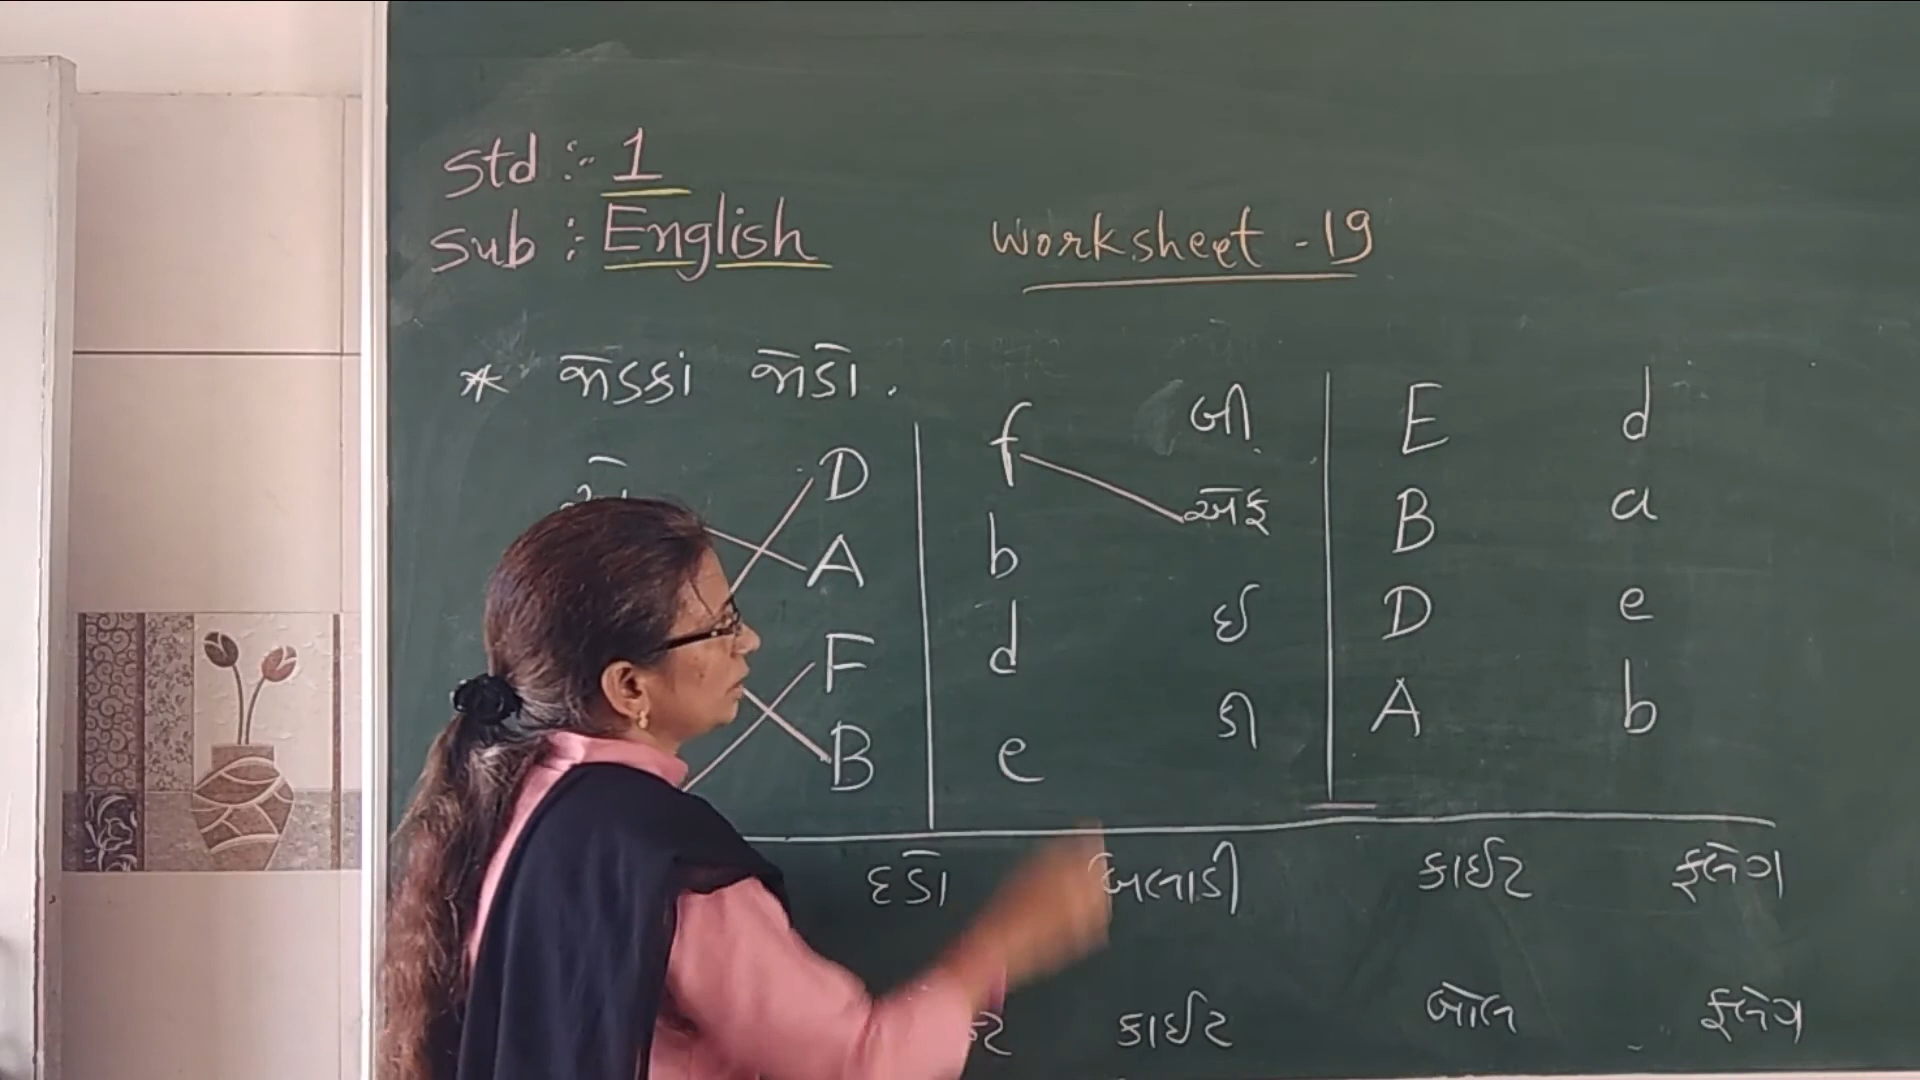 Std :- 1
Sub : English
Worksheet - 19
* જોડકાં જોડો.
D
A
F
B
f બી
b એફ
d ઈ
e ડી
E d
B a
D e
A b
દડો બિલાડી કાઈટ ફ્લેગ
કાઈટ બોલ ફ્લેગ